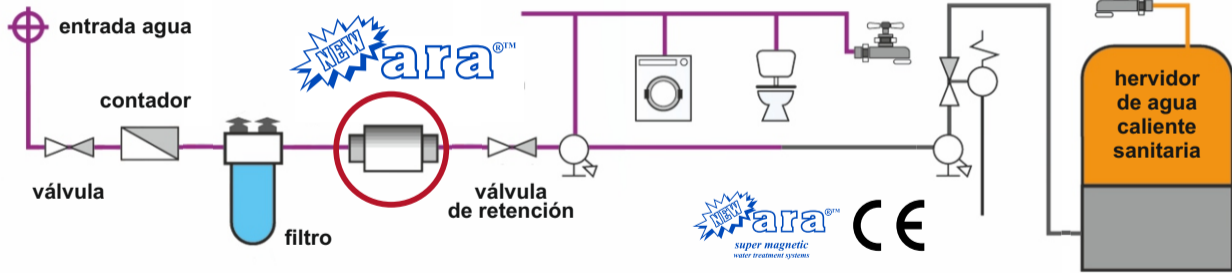 entrada agua
NEW ara®™
contador
hervidor
de agua
caliente
sanitaria
válvula
válvula
de retención
filtro
NEW ara®™
super magnetic
water treatment systems
CE